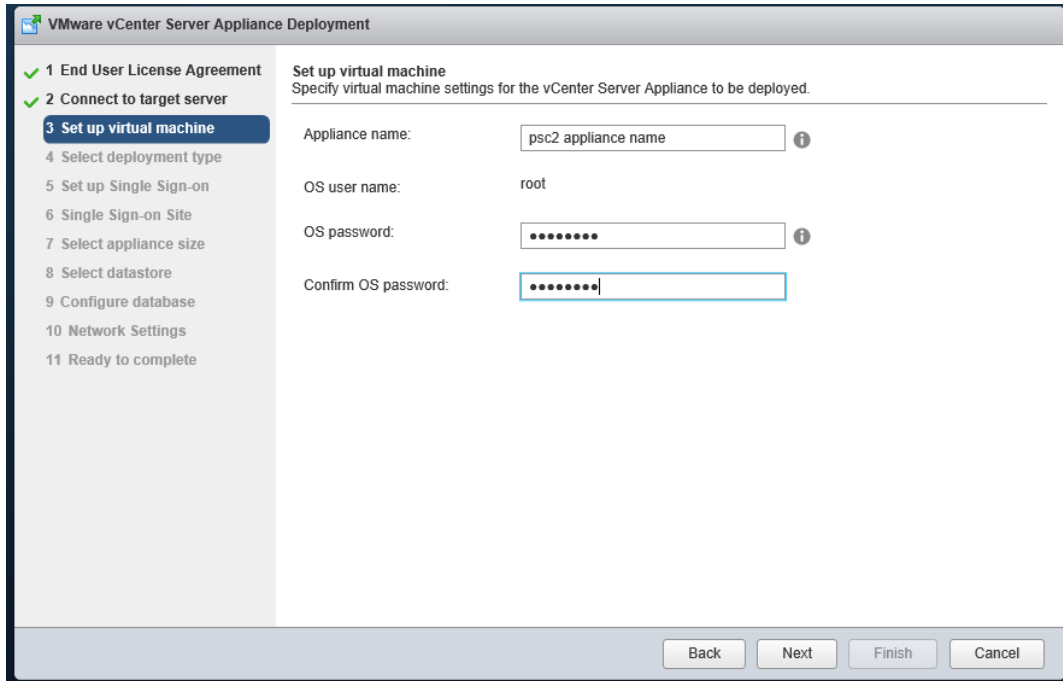 VMware vCenter Server Appliance Deployment
1 End User License Agreement
2 Connect to target server
3 Set up virtual machine
4 Select deployment type
5 Set up Single Sign-on
6 Single Sign-on Site
7 Select appliance size
8 Select datastore
9 Configure database
10 Network Settings
11 Ready to complete
Set up virtual machine
Specify virtual machine settings for the vCenter Server Appliance to be deployed.
Appliance name: psc2 appliance name
OS user name: root
OS password: ●●●●●●●●
Confirm OS password: ●●●●●●●●
Back Next Finish Cancel